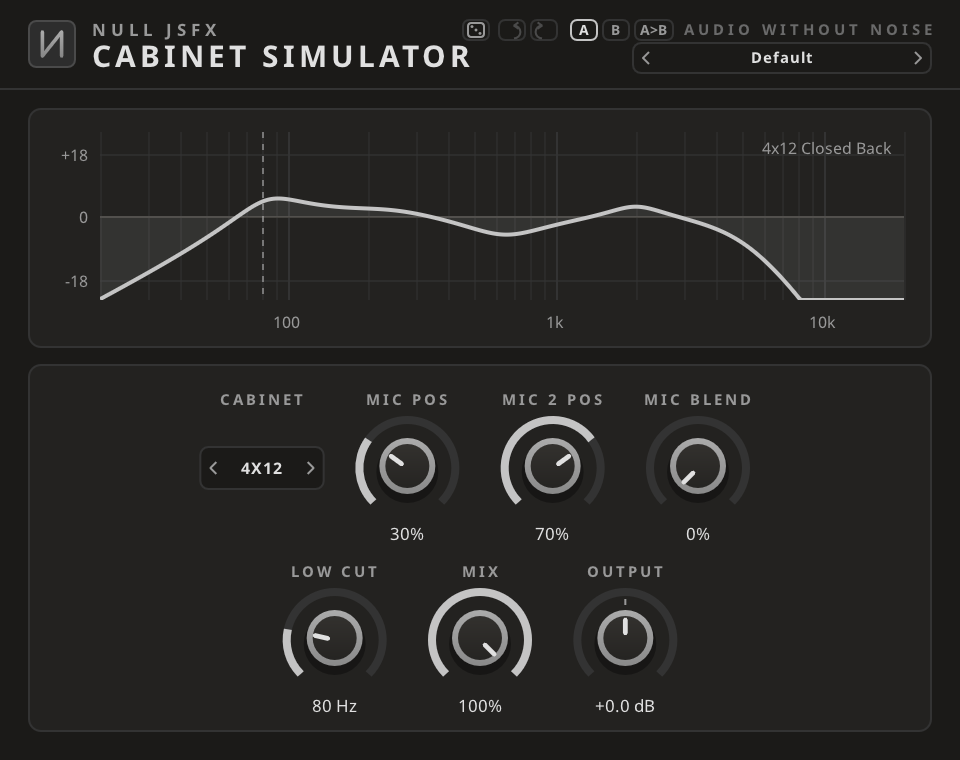 NULL JSFX
CABINET SIMULATOR
A B A>B AUDIO WITHOUT NOISE
Default
4x12 Closed Back
+18
0
-18
100 1k 10k
CABINET MIC POS MIC 2 POS MIC BLEND
4X12
30% 70% 0%
LOW CUT MIX OUTPUT
80 Hz 100% +0.0 dB